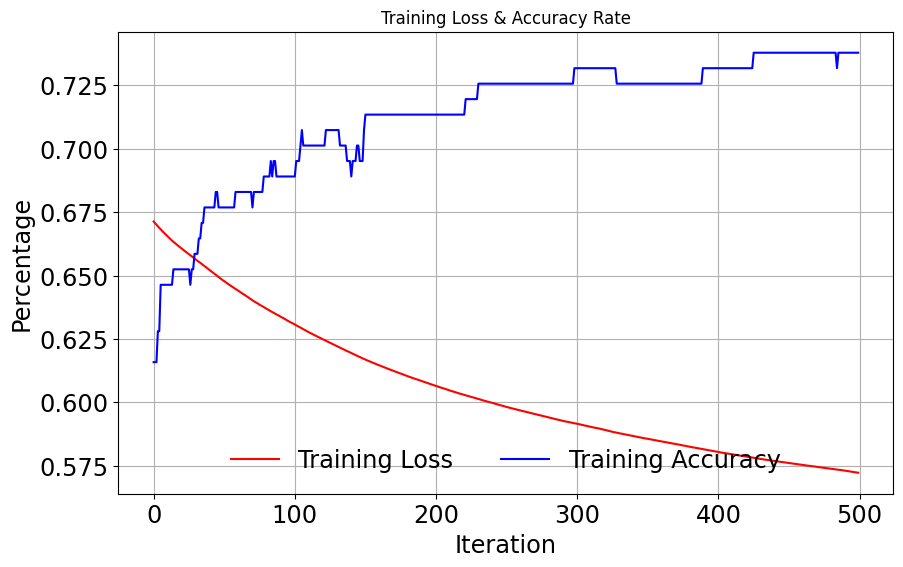 Training Loss & Accuracy Rate
0.725
0.700
0.675
0.650
0.625
0.600
0.575
Percentage
Training Loss
Training Accuracy
0
100
200
300
400
500
Iteration